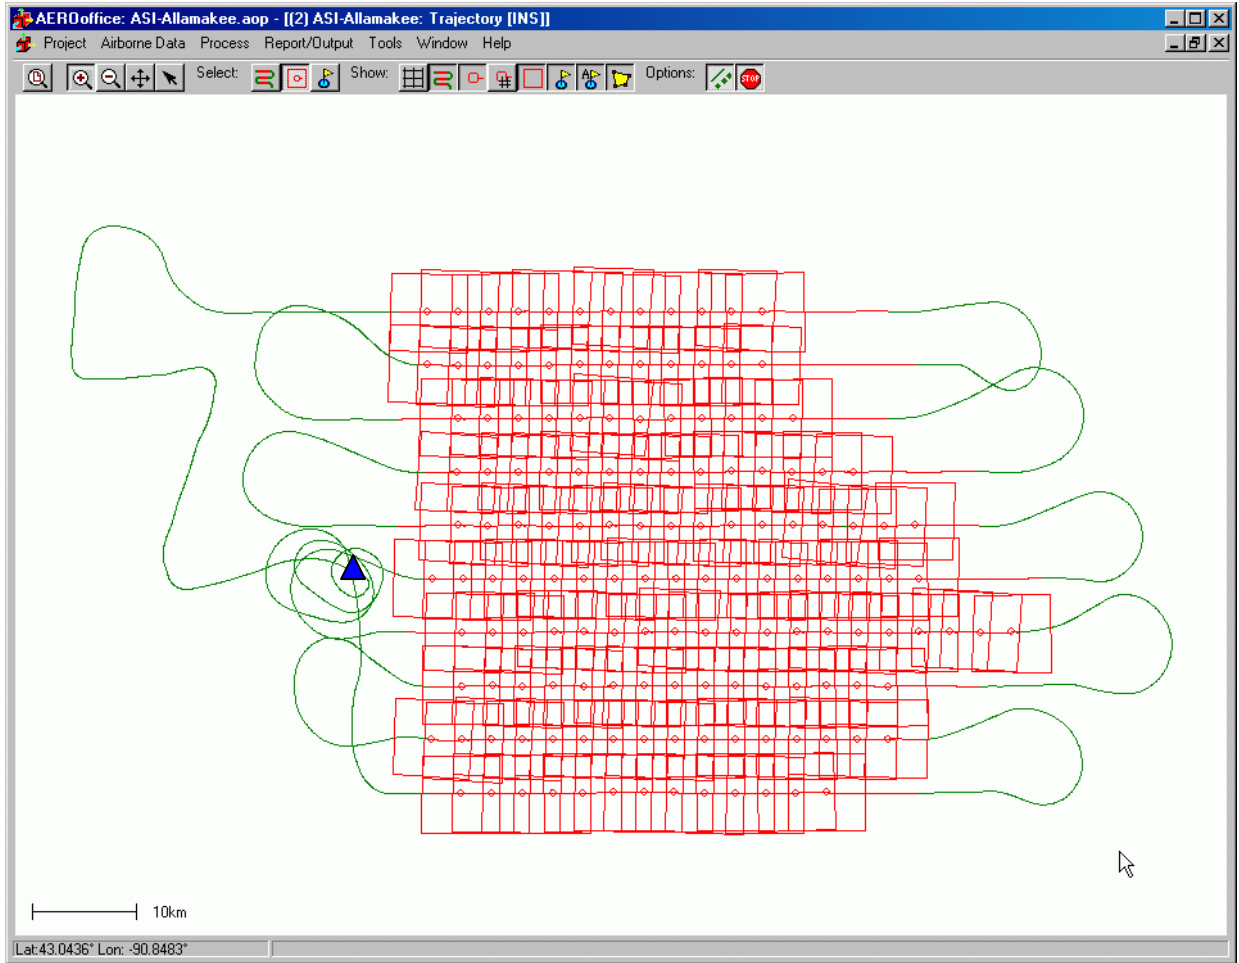 AEROoffice: ASI-Allamakee.aop - [(2) ASI-Allamakee: Trajectory [INS]]
Project Airborne Data Process Report/Output Tools Window Help
Select: Show: # A Options: STOP
10km
Lat:43.0436° Lon: -90.8483°